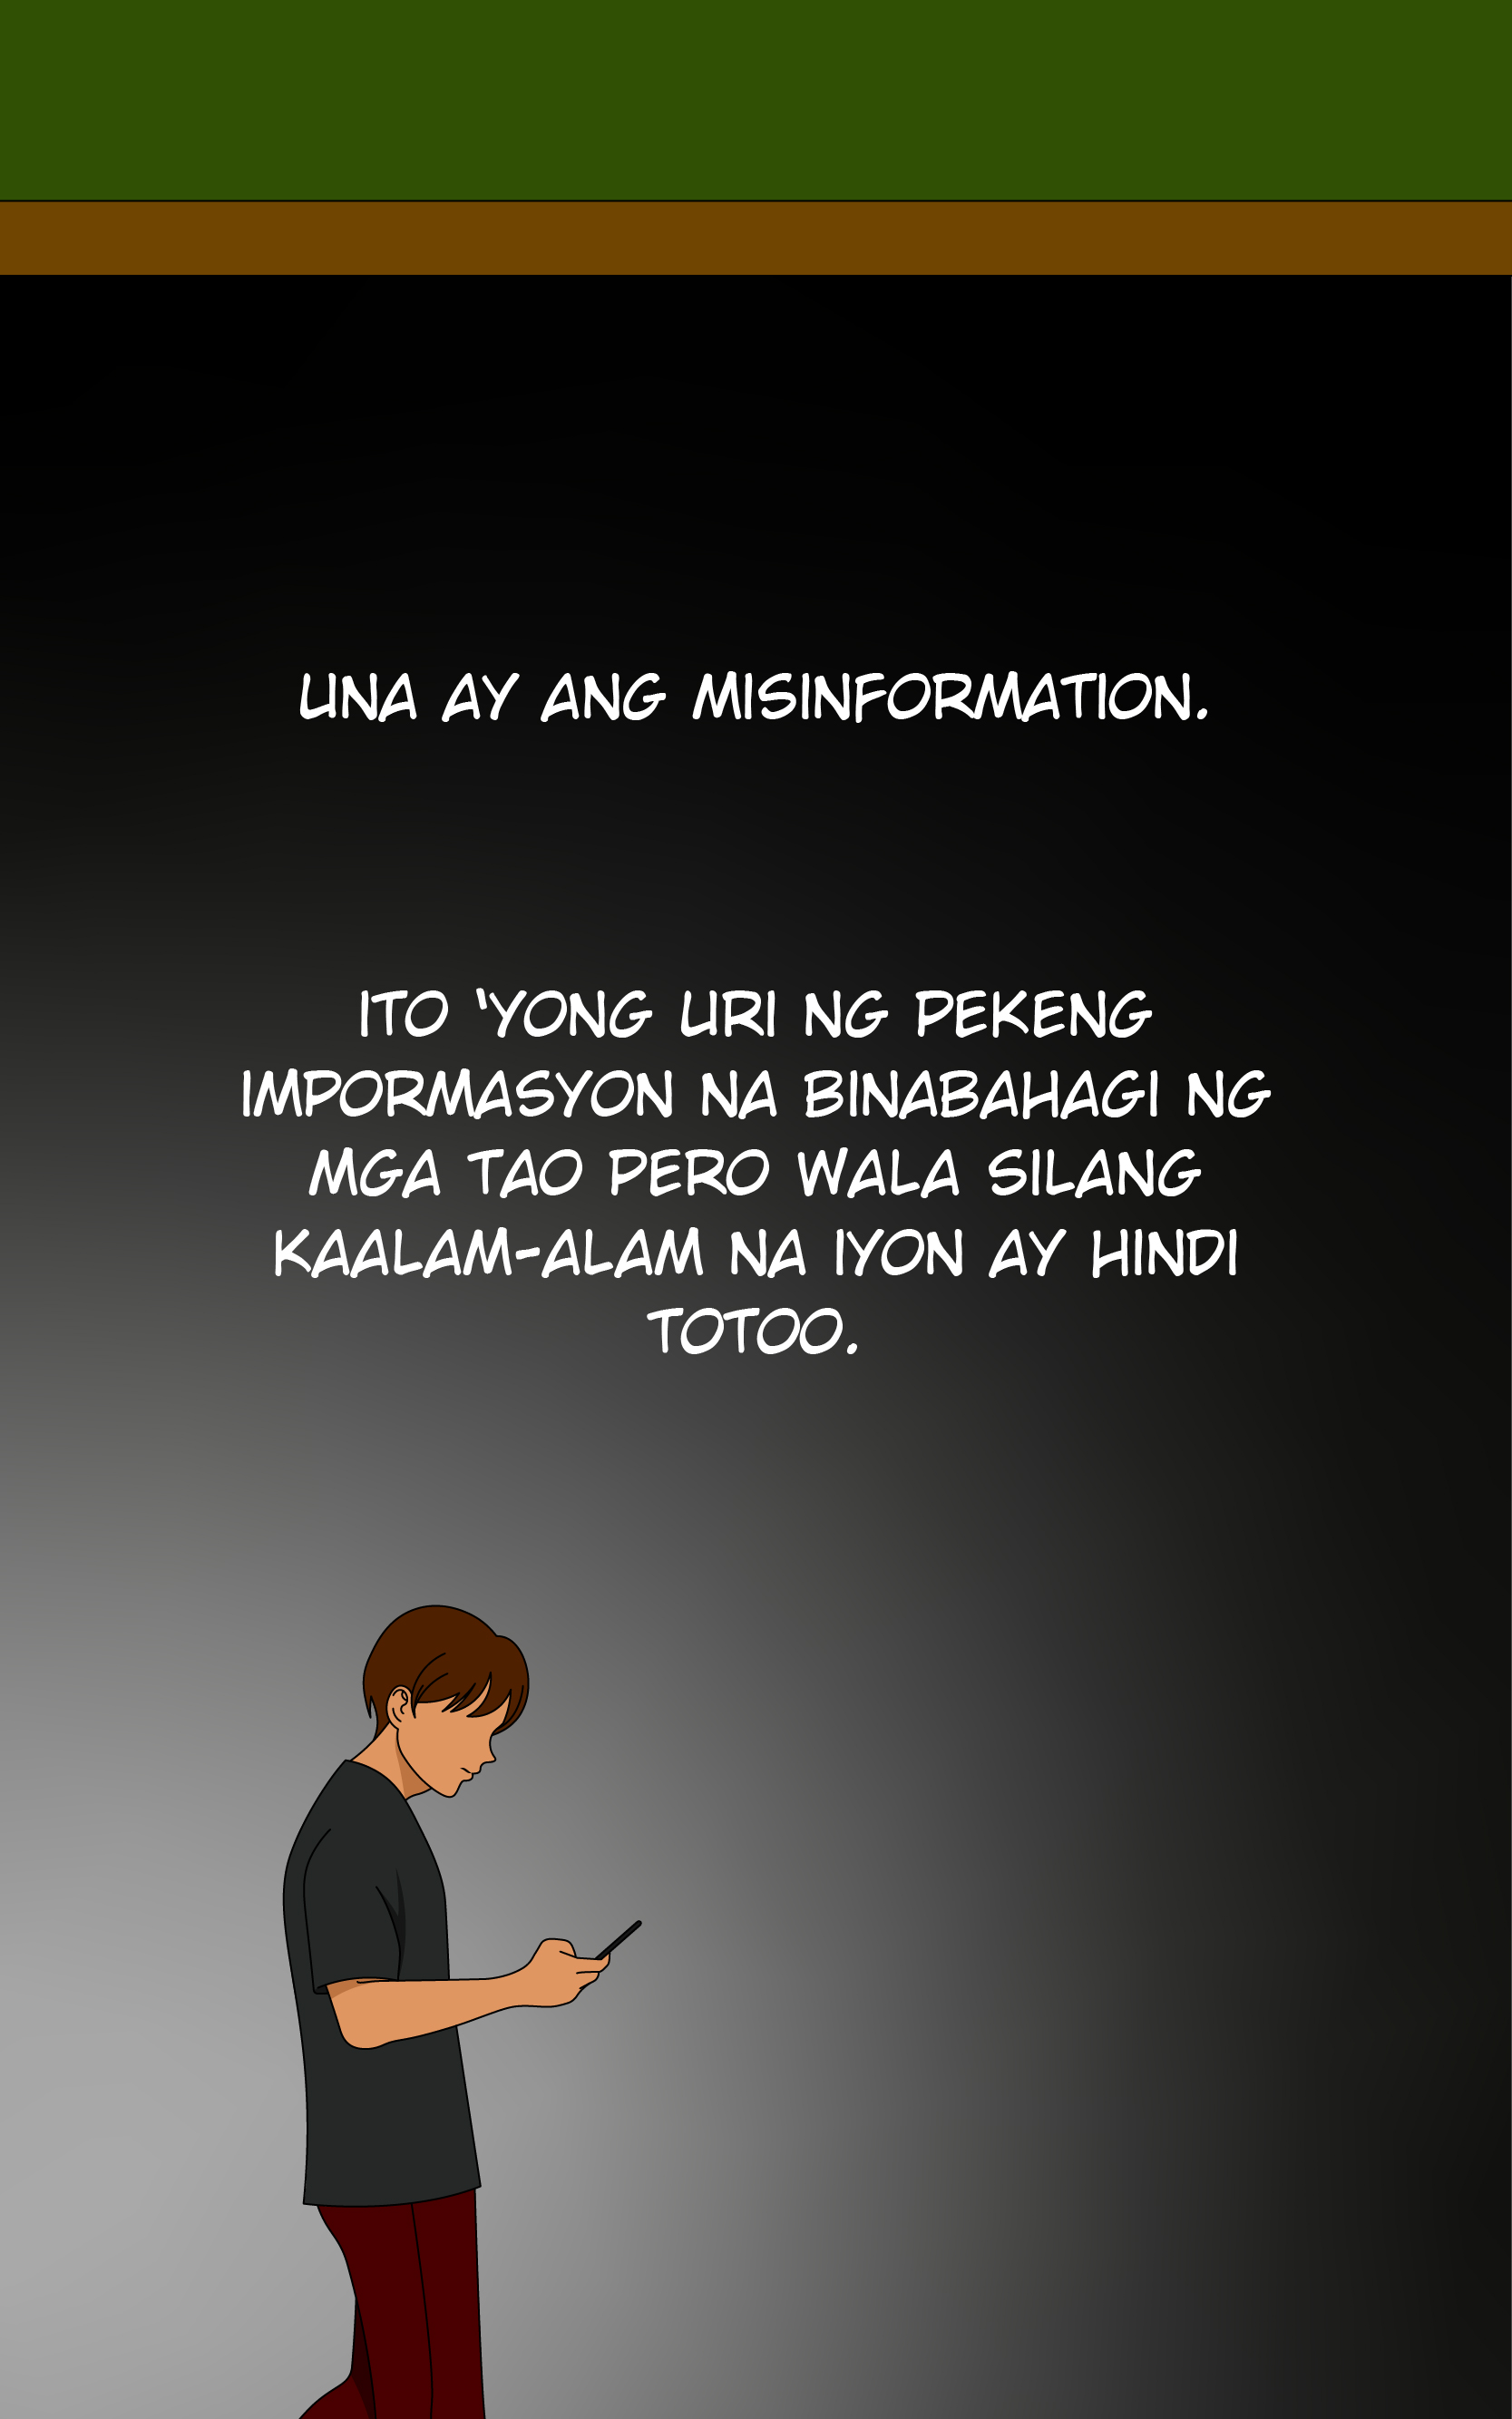 UNA AY ANG MISINFORMATION.
ITO 'YONG URI NG PEKENG
IMPORMASYON NA BINABAHAGI NG
MGA TAO PERO WALA SILANG
KAALAM-ALAM NA IYON AY HINDI
TOTOO.